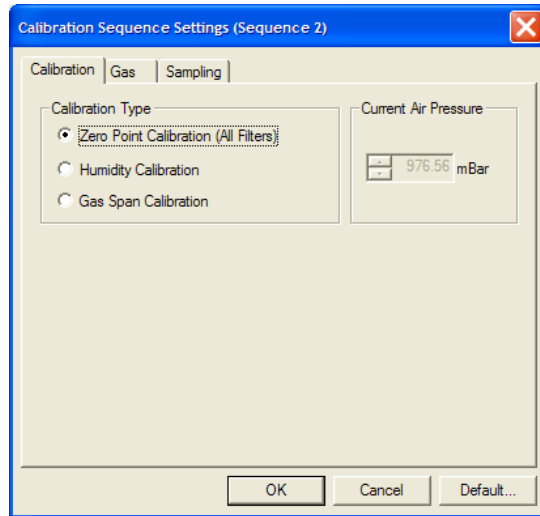 Calibration Sequence Settings (Sequence 2)
Calibration Gas Sampling
Calibration Type
Zero Point Calibration (All Filters)
Humidity Calibration
Gas Span Calibration
Current Air Pressure
976.56 mBar
OK Cancel Default...